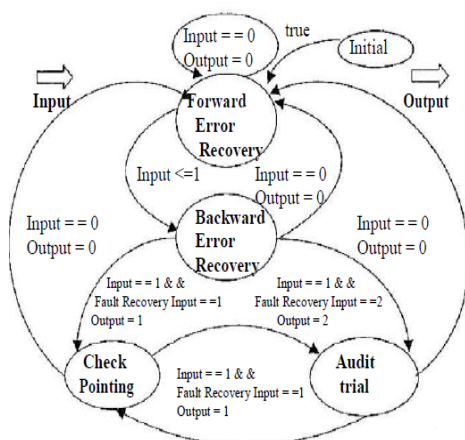 Input = = 0
Output = 0
true
Initial
Input
Output
Forward
Error
Recovery
Input <=1
Input = = 0
Output = 0
Backward
Error
Recovery
Input = = 0
Output = 0
Input = = 0
Output = 0
Input = = 1 & &
Fault Recovery Input ==1
Output = 1
Input = = 1 & &
Fault Recovery Input ==2
Output = 2
Check
Pointing
Input = = 1 & &
Fault Recovery Input ==1
Output = 1
Audit
trial